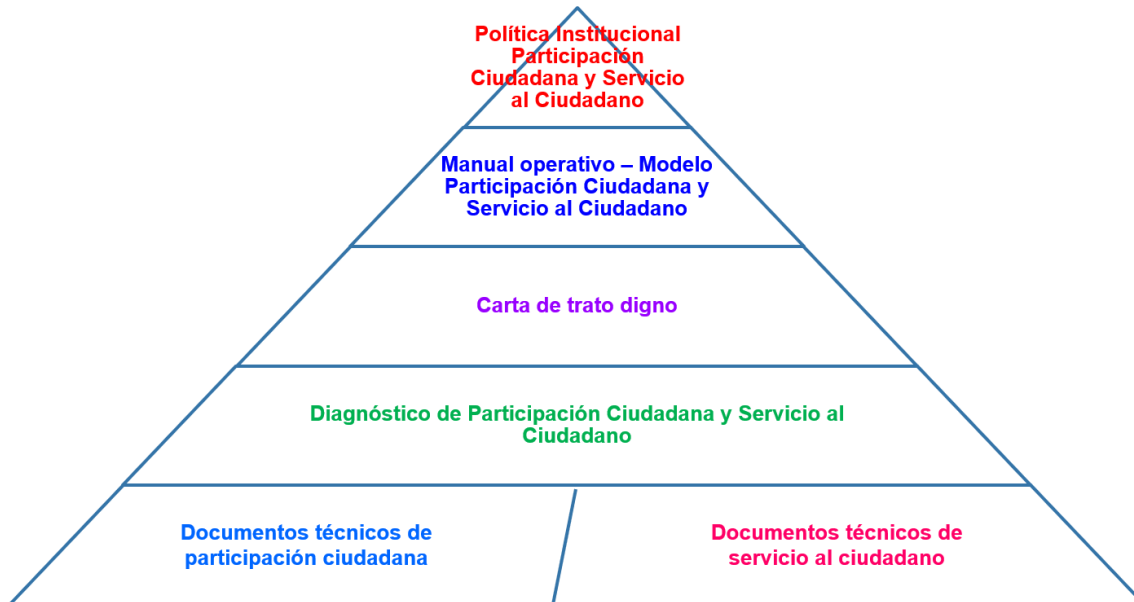 Política Institucional
Participación
Ciudadana y Servicio
al Ciudadano
Manual operativo – Modelo
Participación Ciudadana y
Servicio al Ciudadano
Carta de trato digno
Diagnóstico de Participación Ciudadana y Servicio al
Ciudadano
Documentos técnicos de
participación ciudadana
Documentos técnicos de
servicio al ciudadano